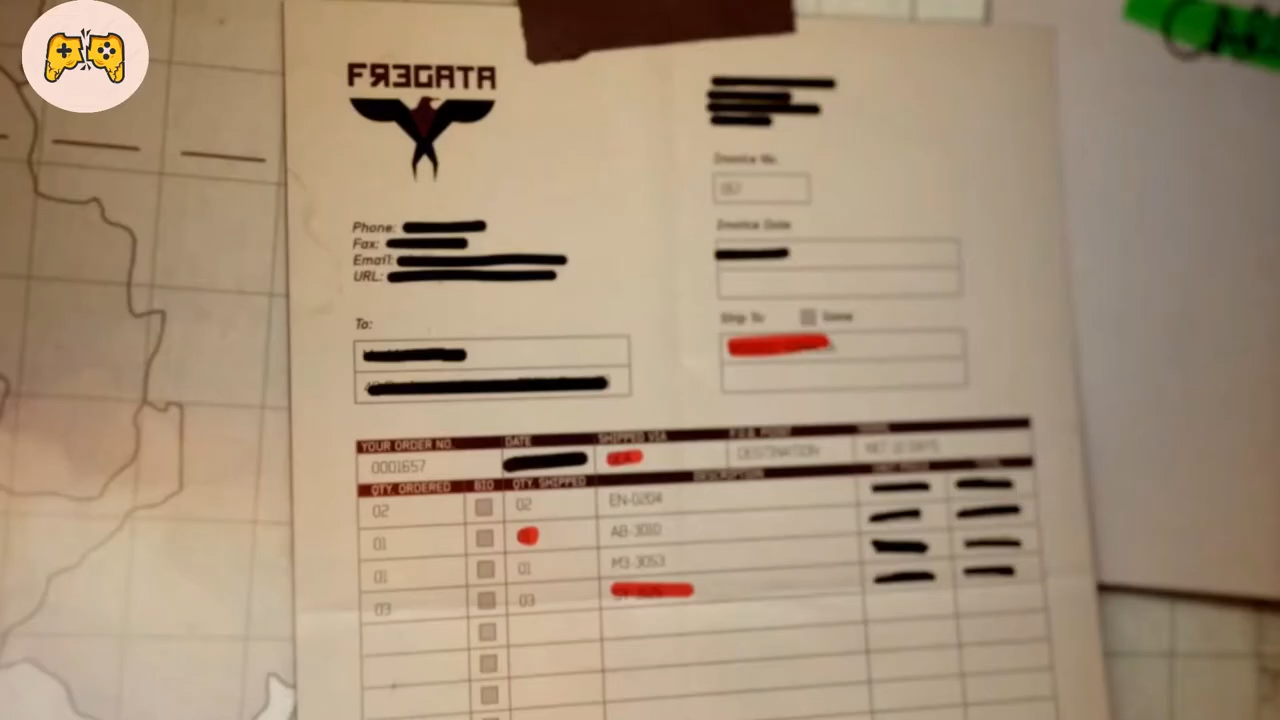 FRƎGATA
Phone:
Fax:
Email:
URL:
To:
Invoice No.
Invoice Date
Ship To
Same
YOUR ORDER NO. DATE SHIPPED VIA F.O.B. POINT
0001657 DESTINATION
QTY. ORDERED BIO QTY. SHIPPED DESCRIPTION
02 02 EN-0204
01 AB-3010
01 01 M3-3053
03 03